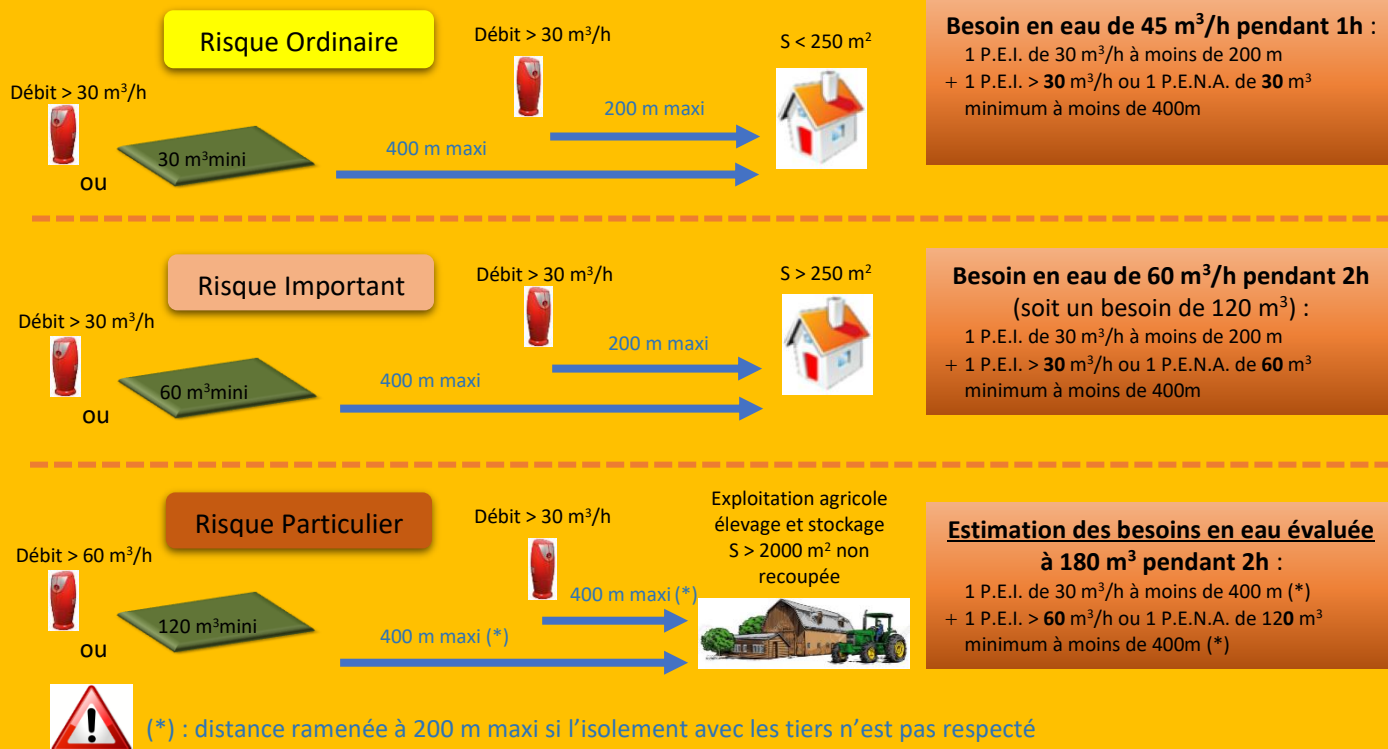 Risque Ordinaire
Débit > 30 m³/h
ou
30 m³mini
400 m maxi
Débit > 30 m³/h
200 m maxi
S < 250 m²
Besoin en eau de 45 m³/h pendant 1h :
1 P.E.I. de 30 m³/h à moins de 200 m
+ 1 P.E.I. > 30 m³/h ou 1 P.E.N.A. de 30 m³
minimum à moins de 400m
Risque Important
Débit > 30 m³/h
ou
60 m³mini
400 m maxi
Débit > 30 m³/h
200 m maxi
S > 250 m²
Besoin en eau de 60 m³/h pendant 2h
(soit un besoin de 120 m³) :
1 P.E.I. de 30 m³/h à moins de 200 m
+ 1 P.E.I. > 30 m³/h ou 1 P.E.N.A. de 60 m³
minimum à moins de 400m
Risque Particulier
Débit > 60 m³/h
ou
120 m³mini
400 m maxi (*)
Débit > 30 m³/h
400 m maxi (*)
Exploitation agricole
élevage et stockage
S > 2000 m² non
recoupée
Estimation des besoins en eau évaluée
à 180 m³ pendant 2h :
1 P.E.I. de 30 m³/h à moins de 400 m (*)
+ 1 P.E.I. > 60 m³/h ou 1 P.E.N.A. de 120 m³
minimum à moins de 400m (*)
(*) : distance ramenée à 200 m maxi si l’isolement avec les tiers n’est pas respecté